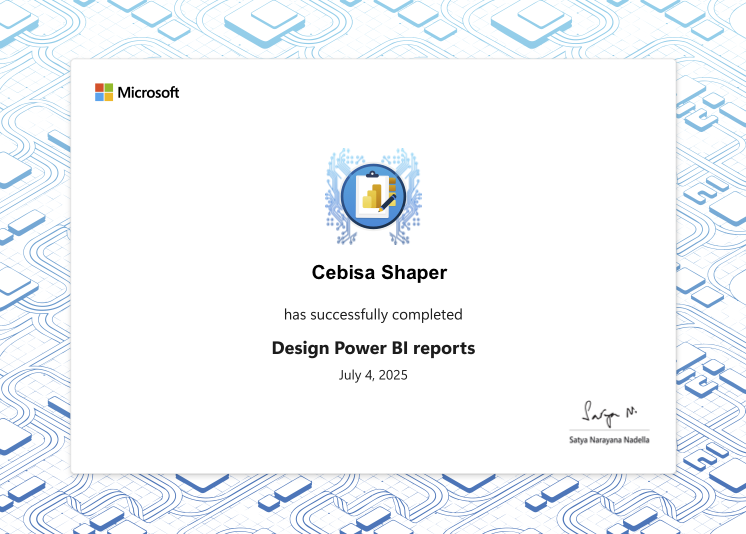 Microsoft
Cebisa Shaper
has successfully completed
Design Power BI reports
July 4, 2025
Satya N.
Satya Narayana Nadella